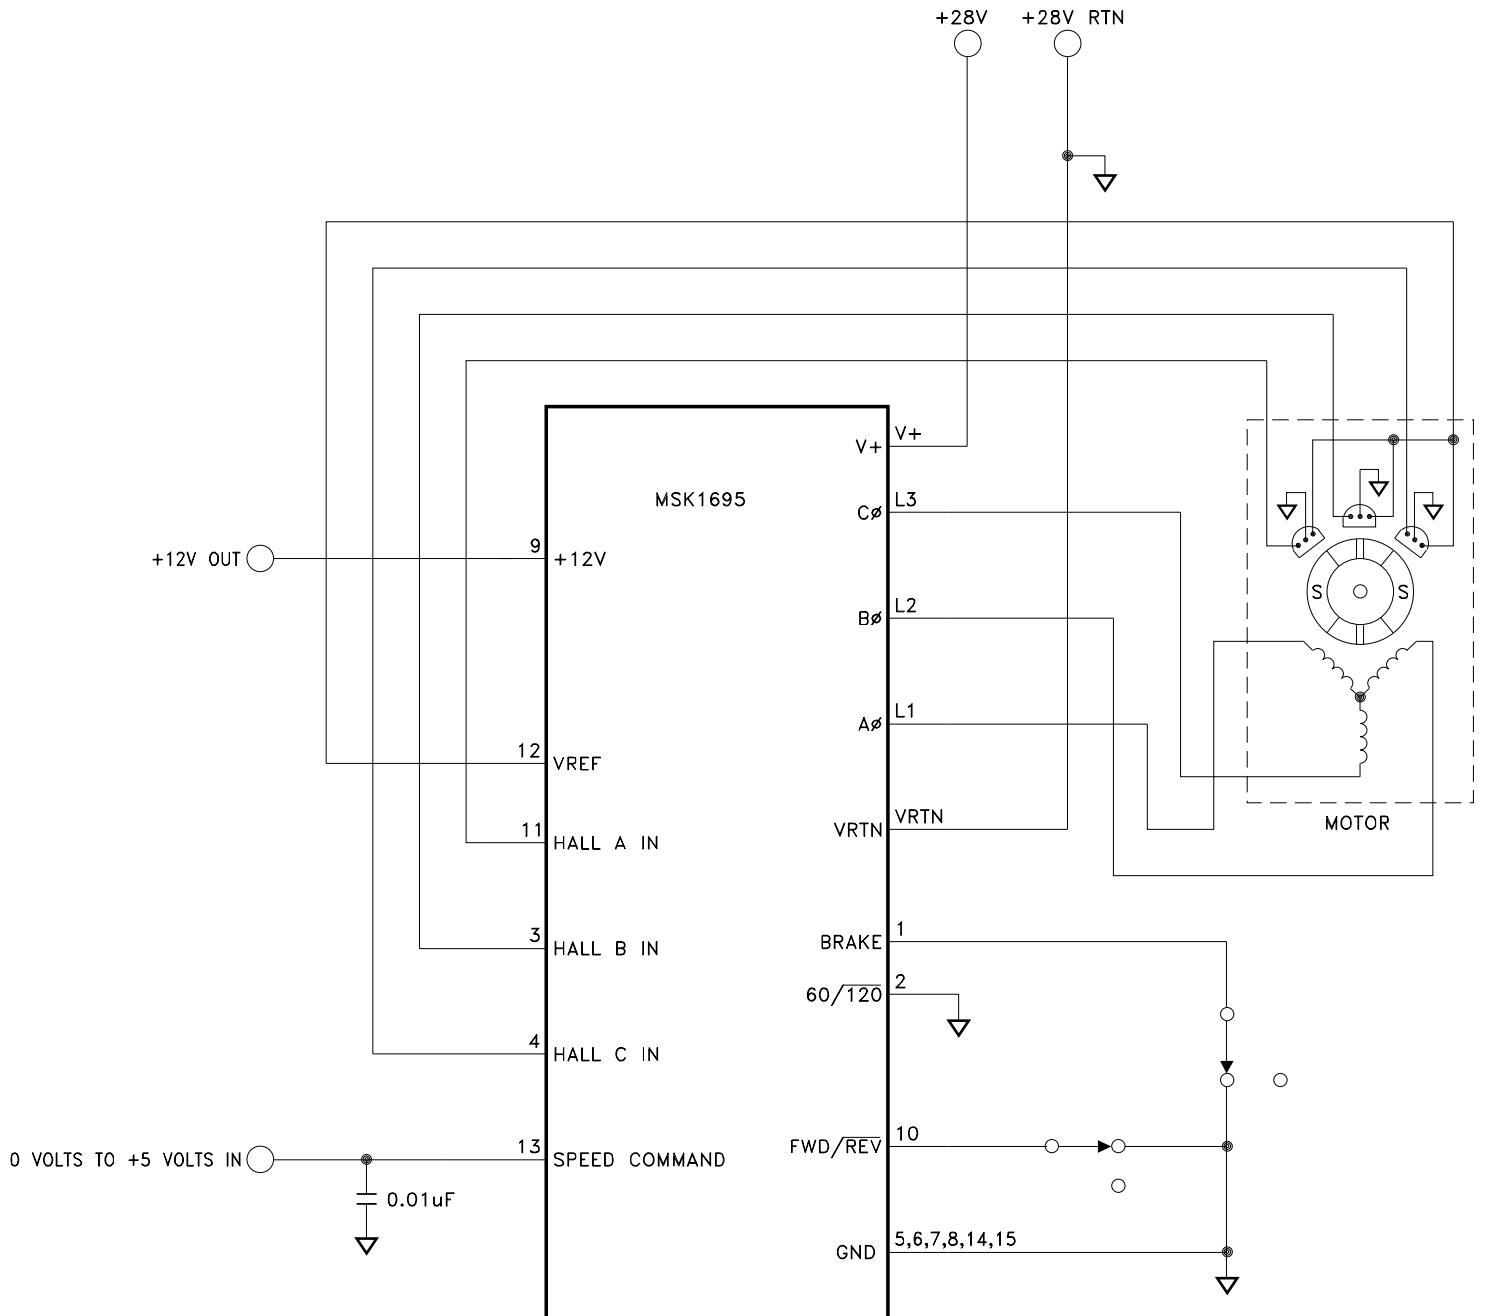 +28V
+28V RTN
V+
V+
MSK1695
L3
CØ
9
+12V OUT
+12V
S
S
L2
BØ
L1
AØ
12
VREF
VRTN
VRTN
MOTOR
11
HALL A IN
1
BRAKE
3
HALL B IN
2
60/120
4
HALL C IN
10
FWD/REV
13
0 VOLTS TO +5 VOLTS IN
SPEED COMMAND
0.01uF
5,6,7,8,14,15
GND